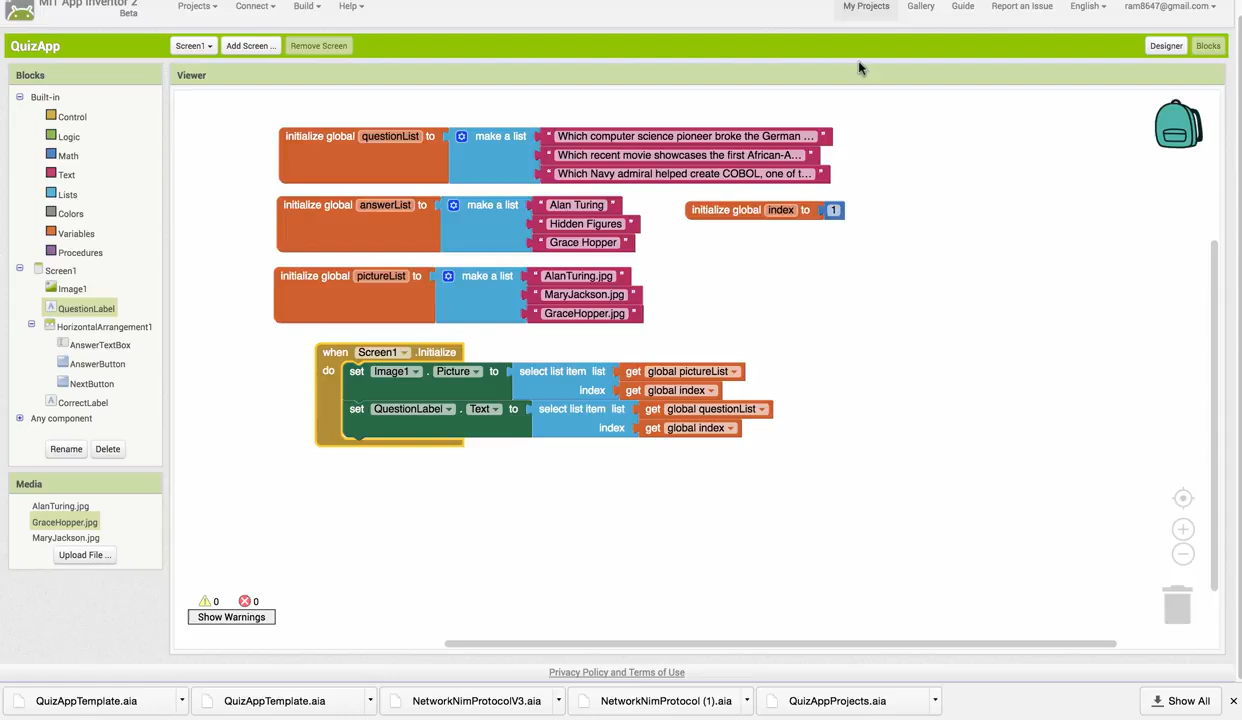 MIT App Inventor 2
Beta
Projects Connect Build Help My Projects Gallery Guide Report an Issue English ram8647@gmail.com
QuizApp Screen1 Add Screen ... Remove Screen Designer Blocks
Blocks
Viewer
Built-in
Control
Logic
Math
Text
Lists
Colors
Variables
Procedures
Screen1
Image1
QuestionLabel
HorizontalArrangement1
AnswerTextBox
AnswerButton
NextButton
CorrectLabel
Any component
Rename Delete
Media
AlanTuring.jpg
GraceHopper.jpg
MaryJackson.jpg
Upload File ...
initialize global questionList to make a list " Which computer science pioneer broke the German ... "
" Which recent movie showcases the first African-A... "
" Which Navy admiral helped create COBOL, one of t... "
initialize global answerList to make a list " Alan Turing "
" Hidden Figures "
" Grace Hopper "
initialize global index to 1
initialize global pictureList to make a list " AlanTuring.jpg "
" MaryJackson.jpg "
" GraceHopper.jpg "
when Screen1 .Initialize
do set Image1 . Picture to select list item list get global pictureList
index get global index
set QuestionLabel . Text to select list item list get global questionList
index get global index
0 0
Show Warnings
Privacy Policy and Terms of Use
QuizAppTemplate.aia QuizAppTemplate.aia NetworkNimProtocolV3.aia NetworkNimProtocol (1).aia QuizAppProjects.aia Show All